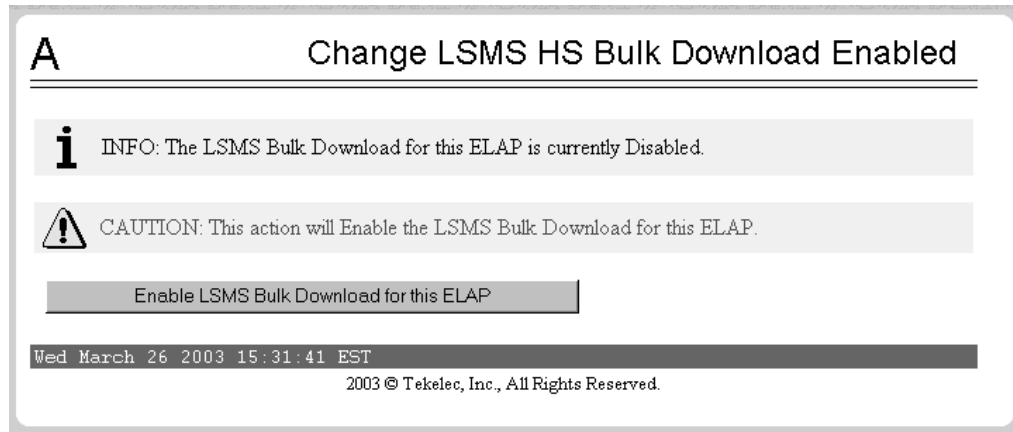 A Change LSMS HS Bulk Download Enabled
i INFO: The LSMS Bulk Download for this ELAP is currently Disabled.
CAUTION: This action will Enable the LSMS Bulk Download for this ELAP.
Enable LSMS Bulk Download for this ELAP
Wed March 26 2003 15:31:41 EST
2003 © Tekelec, Inc., All Rights Reserved.